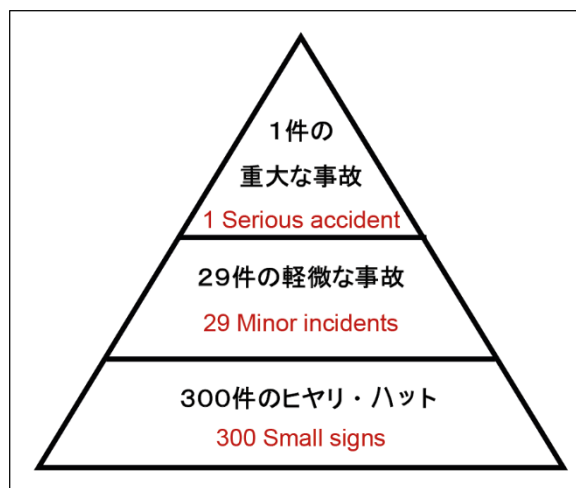 １件の
重大な事故
1 Serious accident
29件の軽微な事故
29 Minor incidents
300件のヒヤリ・ハット
300 Small signs